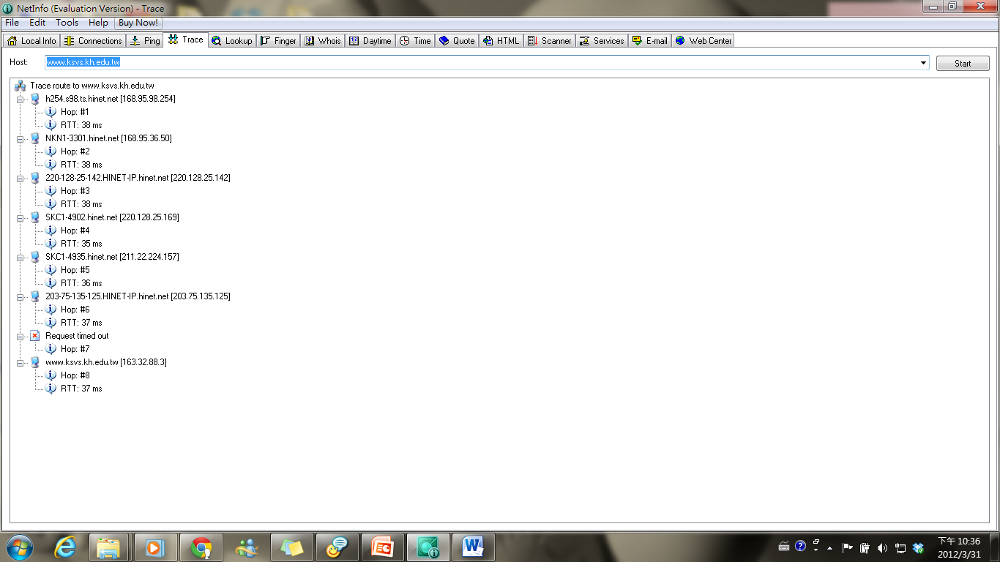 NetInfo (Evaluation Version) - Trace
File Edit Tools Help Buy Now!
Local Info Connections Ping Trace Lookup Finger Whois Daytime Time Quote HTML Scanner Services E-mail Web Center
Host: www.ksvs.kh.edu.tw Start
Trace route to www.ksvs.kh.edu.tw
h254.s98.ts.hinet.net [168.95.98.254]
Hop: #1
RTT: 38 ms
NKN1-3301.hinet.net [168.95.36.50]
Hop: #2
RTT: 38 ms
220-128-25-142.HINET-IP.hinet.net [220.128.25.142]
Hop: #3
RTT: 38 ms
SKC1-4902.hinet.net [220.128.25.169]
Hop: #4
RTT: 35 ms
SKC1-4935.hinet.net [211.22.224.157]
Hop: #5
RTT: 36 ms
203-75-135-125.HINET-IP.hinet.net [203.75.135.125]
Hop: #6
RTT: 37 ms
Request timed out
Hop: #7
www.ksvs.kh.edu.tw [163.32.88.3]
Hop: #8
RTT: 37 ms
下午 10:36
2012/3/31